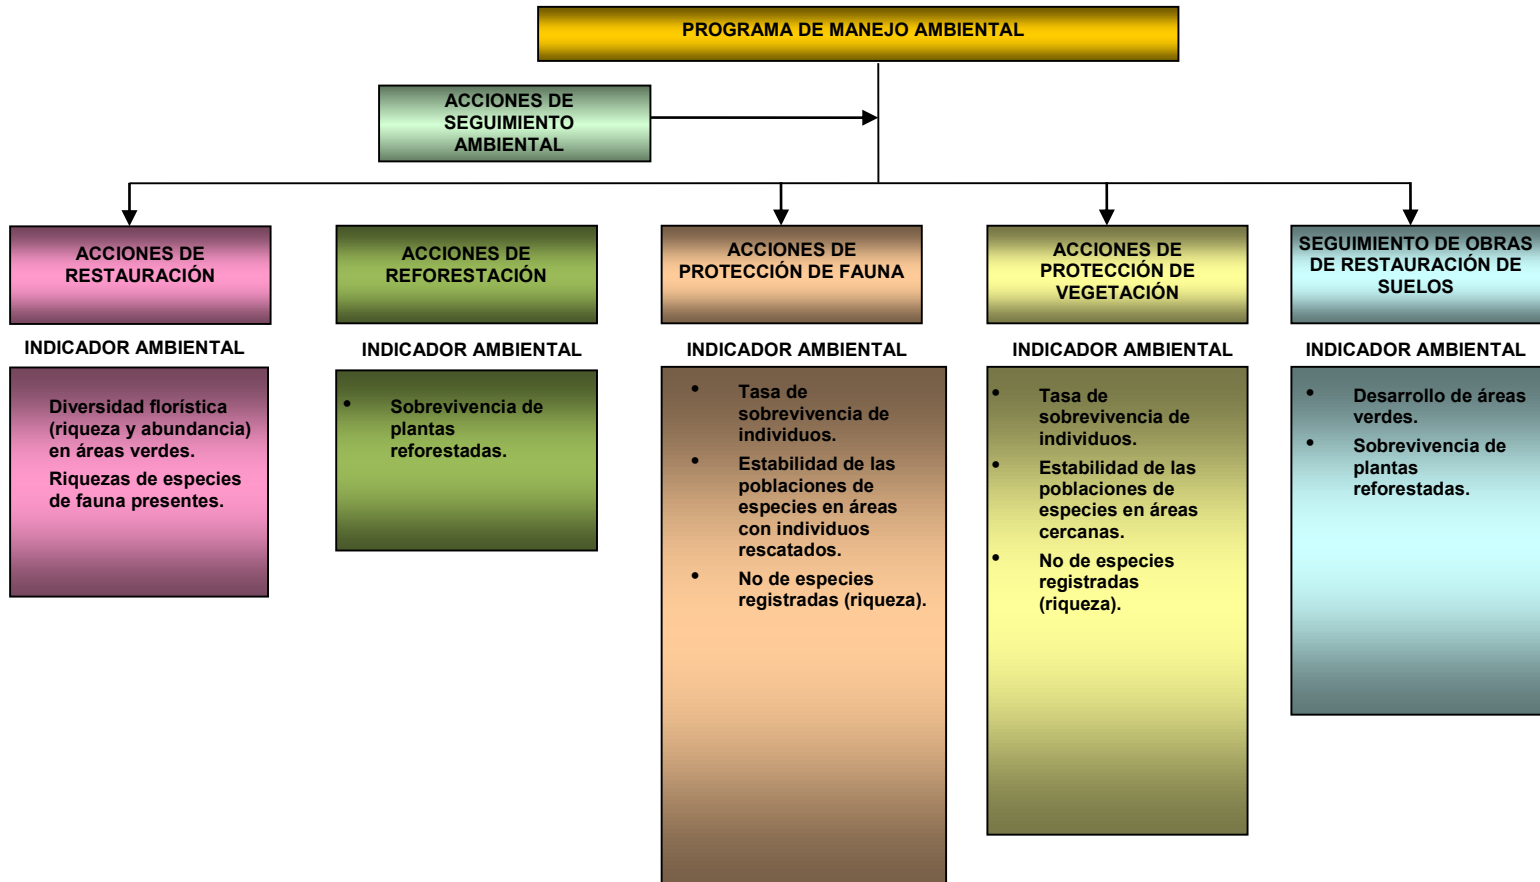 PROGRAMA DE MANEJO AMBIENTAL
ACCIONES DE
SEGUIMIENTO
AMBIENTAL
ACCIONES DE
RESTAURACIÓN
ACCIONES DE
REFORESTACIÓN
ACCIONES DE
PROTECCIÓN DE FAUNA
ACCIONES DE
PROTECCIÓN DE
VEGETACIÓN
SEGUIMIENTO DE OBRAS
DE RESTAURACIÓN DE
SUELOS
INDICADOR AMBIENTAL
Diversidad florística
(riqueza y abundancia)
en áreas verdes.
Riquezas de especies
de fauna presentes.
INDICADOR AMBIENTAL
• Sobrevivencia de
plantas
reforestadas.
INDICADOR AMBIENTAL
• Tasa de
sobrevivencia de
individuos.
• Estabilidad de las
poblaciones de
especies en áreas
con individuos
rescatados.
• No de especies
registradas (riqueza).
INDICADOR AMBIENTAL
• Tasa de
sobrevivencia de
individuos.
• Estabilidad de las
poblaciones de
especies en áreas
cercanas.
• No de especies
registradas
(riqueza).
INDICADOR AMBIENTAL
• Desarrollo de áreas
verdes.
• Sobrevivencia de
plantas
reforestadas.